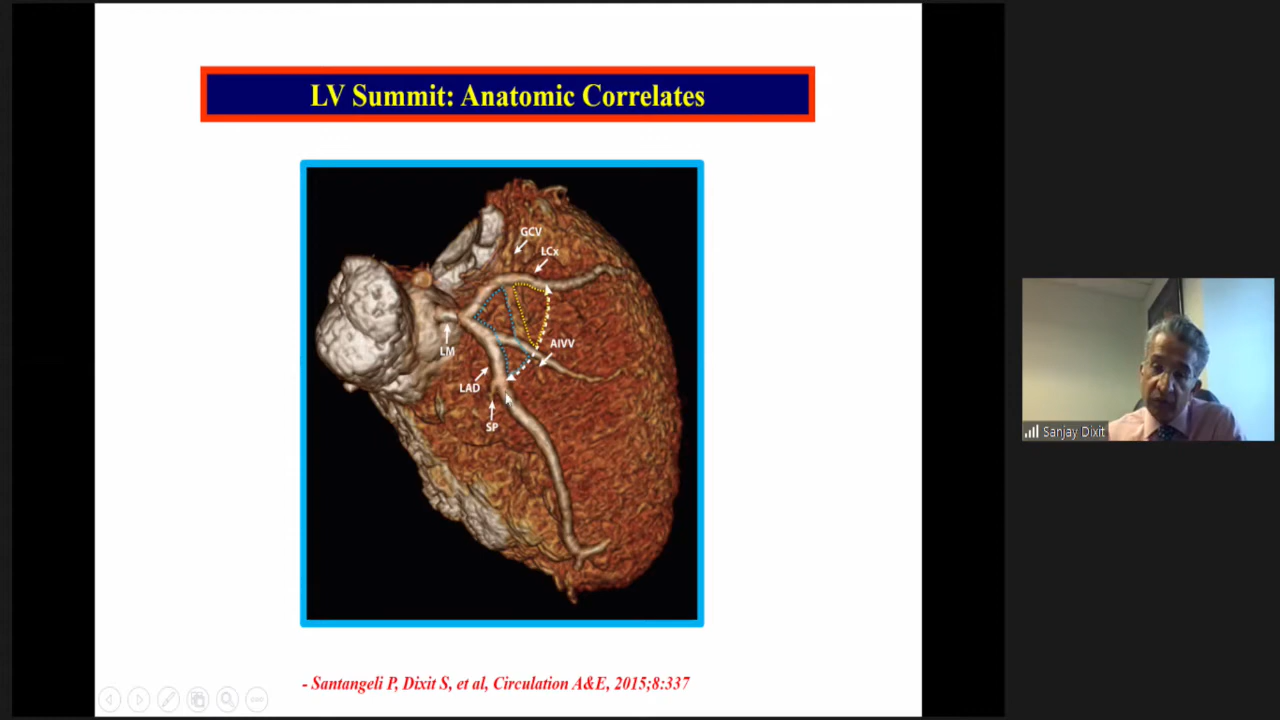 LV Summit: Anatomic Correlates
GCV
LCx
LM
AIVV
LAD
SP
- Santangeli P, Dixit S, et al, Circulation A&E, 2015;8:337
Sanjay Dixit